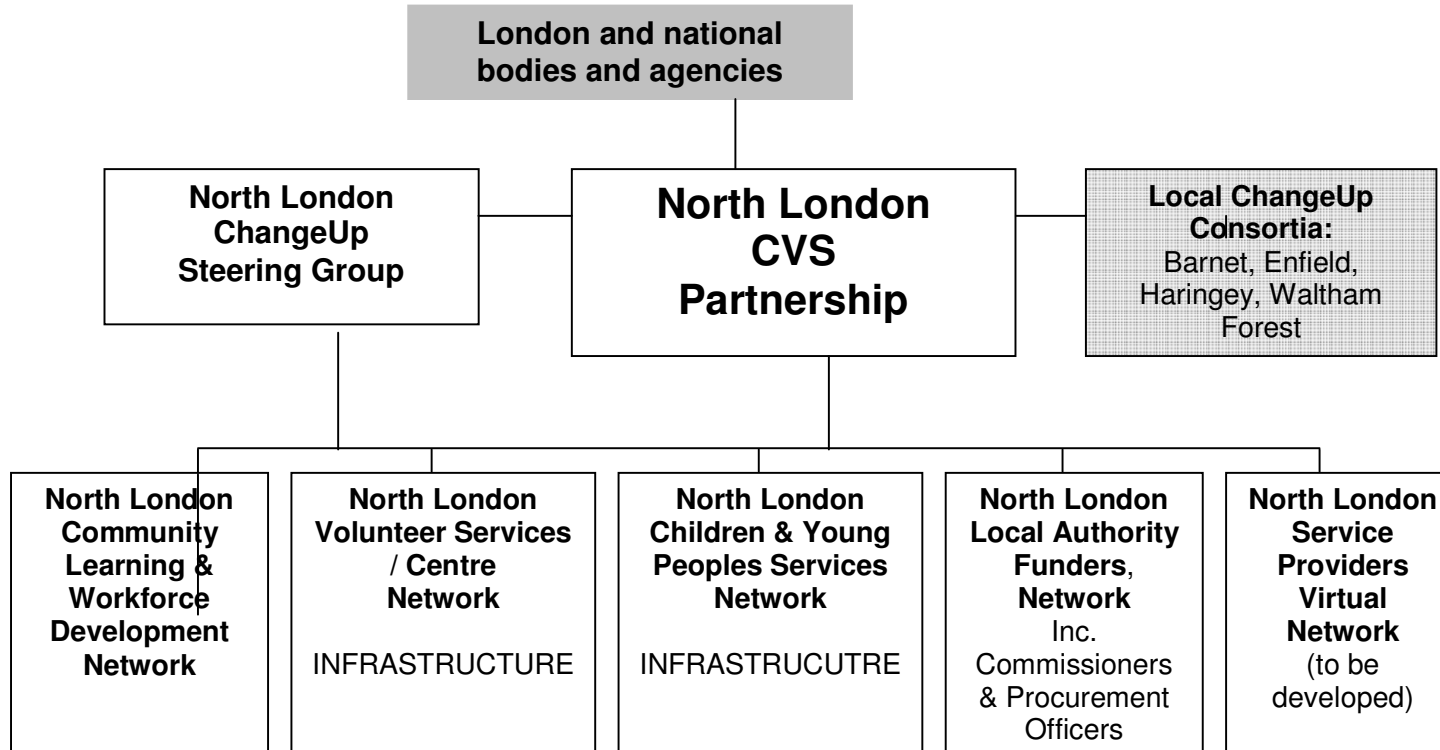 London and national
bodies and agencies
North London
ChangeUp
Steering Group
North London
CVS
Partnership
Local ChangeUp
Consortia:
Barnet, Enfield,
Haringey, Waltham
Forest
North London
Community
Learning &
Workforce
Development
Network
North London
Volunteer Services
/ Centre
Network
INFRASTRUCTURE
North London
Children & Young
Peoples Services
Network
INFRASTRUCUTRE
North London
Local Authority
Funders,
Network
Inc.
Commissioners
& Procurement
Officers
North London
Service
Providers
Virtual
Network
(to be
developed)